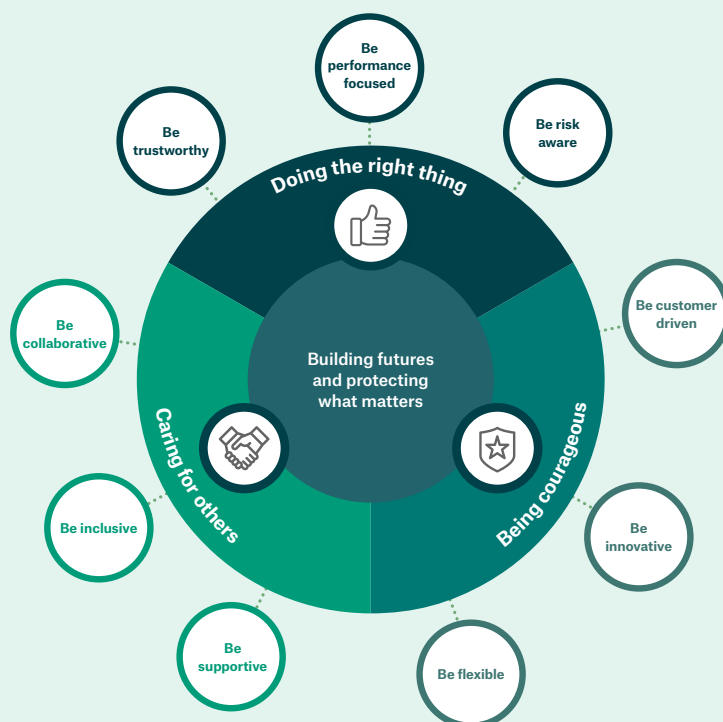 Be
performance
focused
Be
trustworthy
Be risk
aware
Doing the right thing
Be customer
driven
Be
collaborative
Building futures
and protecting
what matters
Caring for others
Being courageous
Be inclusive
Be
innovative
Be
supportive
Be flexible